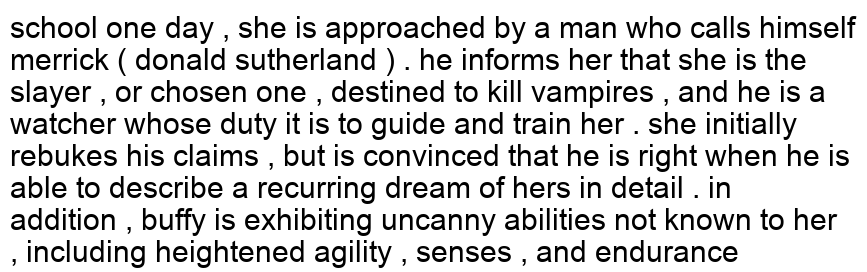 school one day , she is approached by a man who calls himself
merrick ( donald sutherland ) . he informs her that she is the
slayer , or chosen one , destined to kill vampires , and he is a
watcher whose duty it is to guide and train her . she initially
rebukes his claims , but is convinced that he is right when he is
able to describe a recurring dream of hers in detail . in
addition , buffy is exhibiting uncanny abilities not known to her
, including heightened agility , senses , and endurance